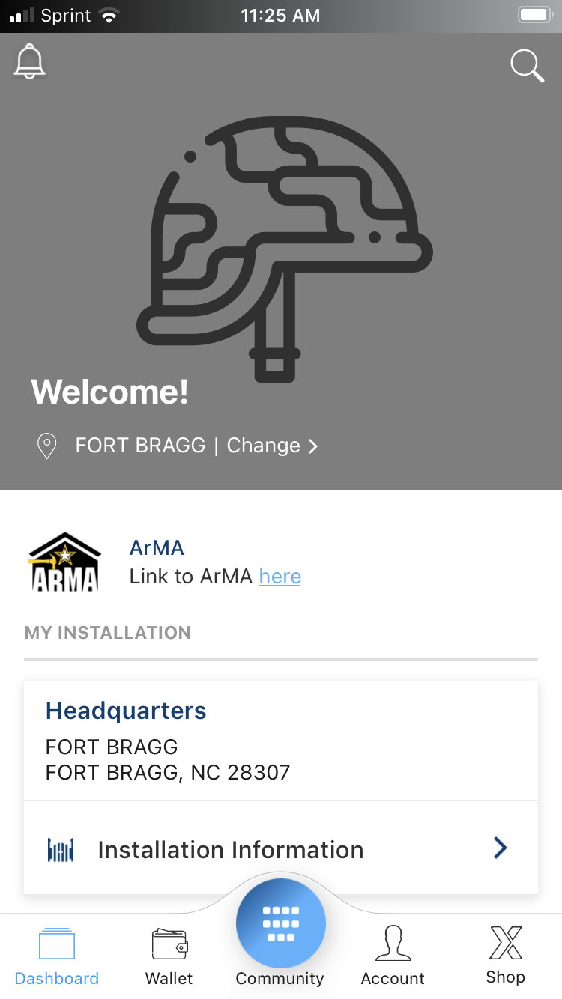 Sprint
11:25 AM
Welcome!
FORT BRAGG | Change
ARMA
ArMA
Link to ArMA here
MY INSTALLATION
Headquarters
FORT BRAGG
FORT BRAGG, NC 28307
Installation Information
Dashboard
Wallet
Community
Account
Shop